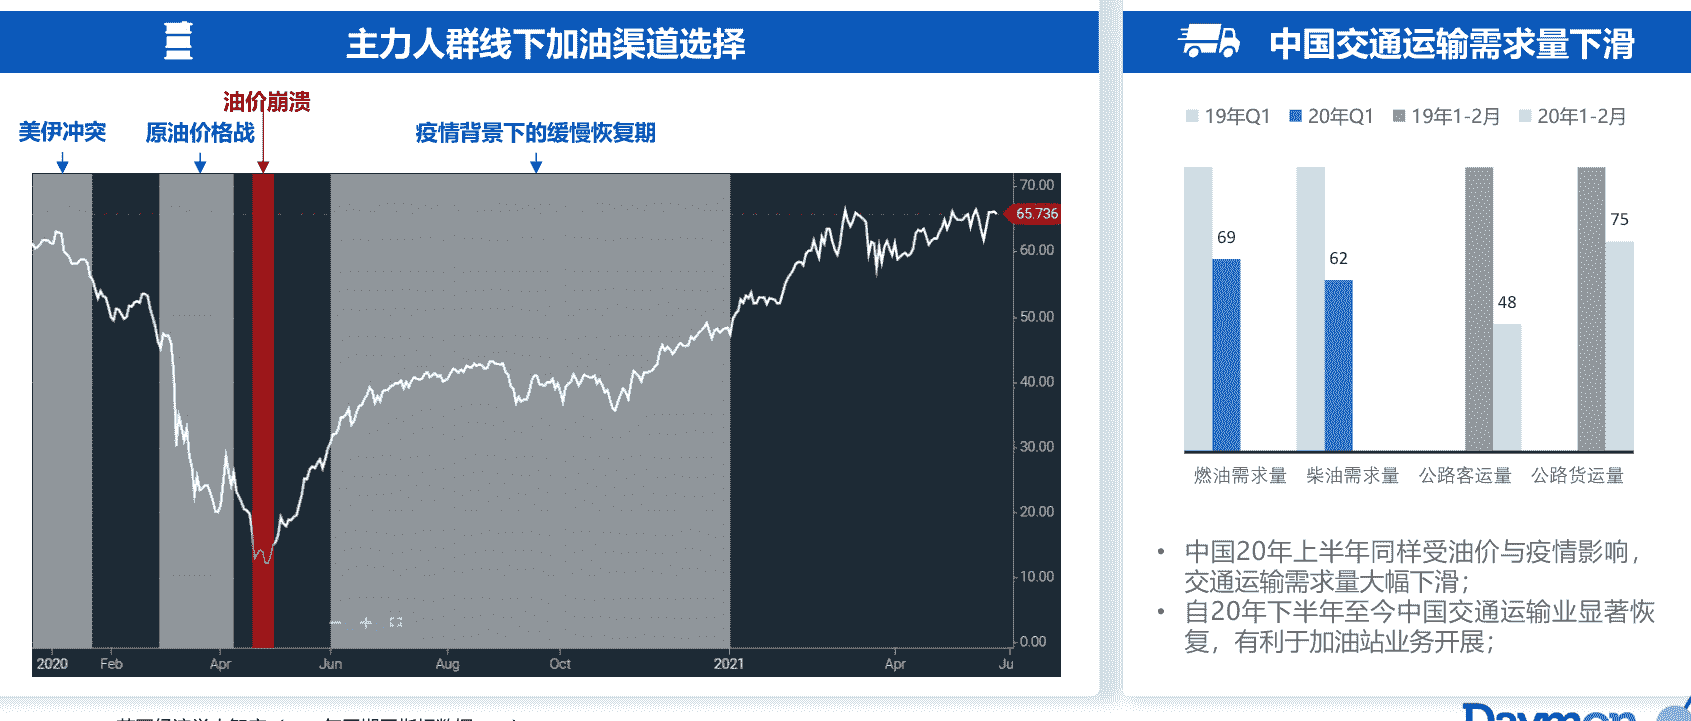 主力人群线下加油渠道选择
油价崩溃
美伊冲突
原油价格战
疫情背景下的缓慢恢复期
70.00
65.736
60.00
50.00
40.00
30.00
20.00
10.00
0.00
2020 Feb Apr Jun Aug Oct 2021 Apr Ju
中国交通运输需求量下滑
19年Q1 20年Q1 19年1-2月 20年1-2月
75
69
62
48
燃油需求量 柴油需求量 公路客运量 公路货运量
• 中国20年上半年同样受油价与疫情影响，
交通运输需求量大幅下滑；
• 自20年下半年至今中国交通运输业显著恢
复，有利于加油站业务开展；